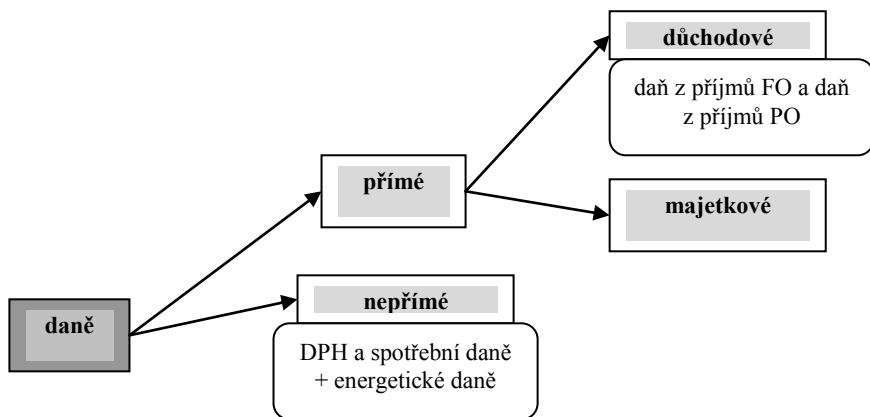 důchodové
daň z příjmů FO a daň
z příjmů PO
přímé
majetkové
nepřímé
daně
DPH a spotřební daně
+ energetické daně